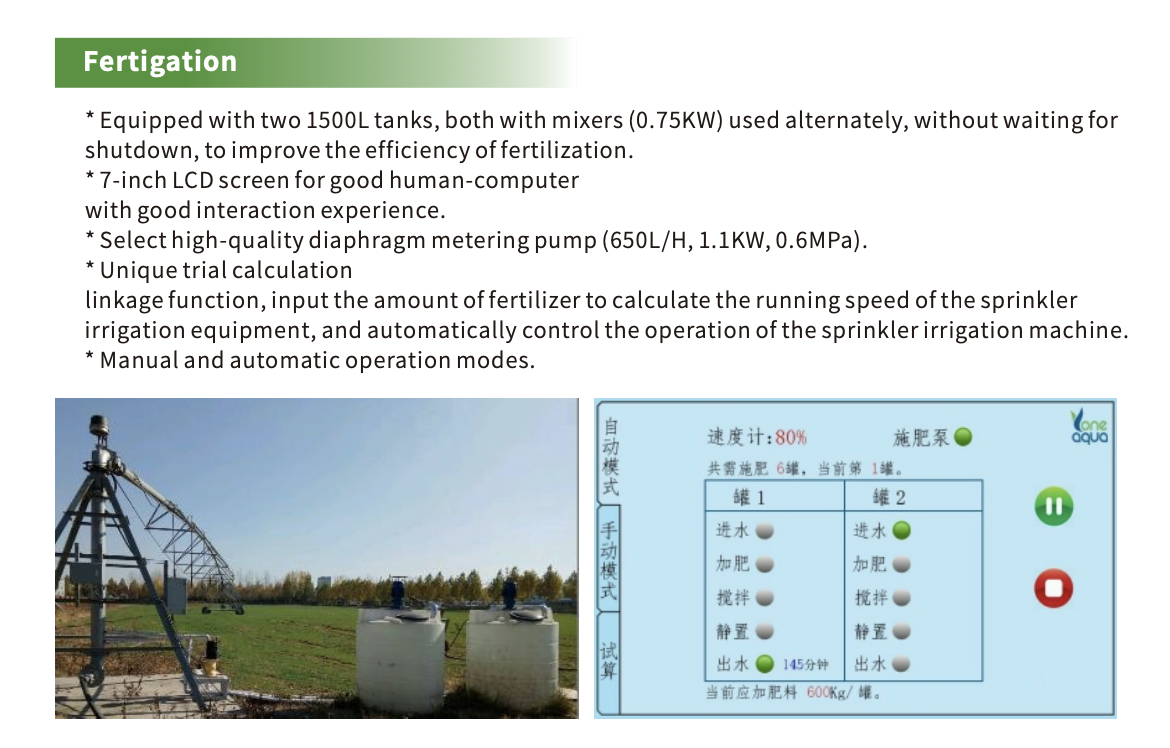 Fertigation
* Equipped with two 1500L tanks, both with mixers (0.75KW) used alternately, without waiting for
shutdown, to improve the efficiency of fertilization.
* 7-inch LCD screen for good human-computer
with good interaction experience.
* Select high-quality diaphragm metering pump (650L/H, 1.1KW, 0.6MPa).
* Unique trial calculation
linkage function, input the amount of fertilizer to calculate the running speed of the sprinkler
irrigation equipment, and automatically control the operation of the sprinkler irrigation machine.
* Manual and automatic operation modes.
自动模式
手动模式
试算
速度计:80% 施肥泵
共需施肥 6罐，当前第 1罐。
罐 1 罐 2
进水 进水
加肥 加肥
搅拌 搅拌
静置 静置
出水 145分钟 出水
当前应加肥料 600Kg/ 罐。
one
aqua